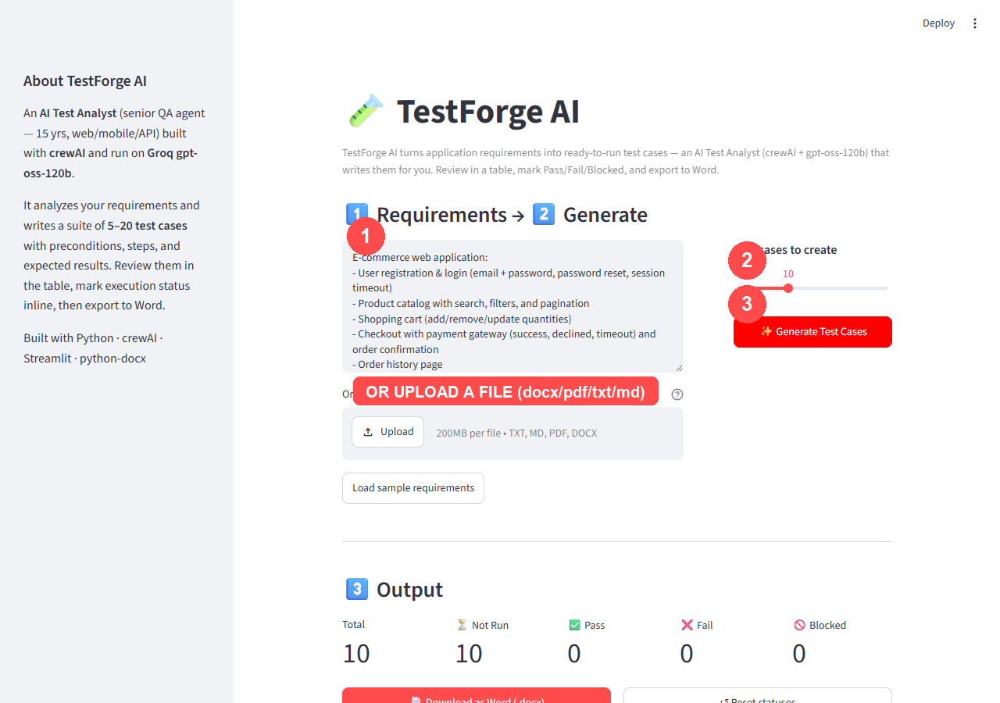 Deploy
About TestForge AI
An AI Test Analyst (senior QA agent
— 15 yrs, web/mobile/API) built
with crewAI and run on Groq gpt-
oss-120b.
It analyzes your requirements and
writes a suite of 5–20 test cases
with preconditions, steps, and
expected results. Review them in
the table, mark execution status
inline, then export to Word.
Built with Python · crewAI ·
Streamlit · python-docx
TestForge AI
TestForge AI turns application requirements into ready-to-run test cases — an AI Test Analyst (crewAI + gpt-oss-120b) that
writes them for you. Review in a table, mark Pass/Fail/Blocked, and export to Word.
1 Requirements → 2 Generate
1
E-commerce web application:
- User registration & login (email + password, password reset, session
timeout)
- Product catalog with search, filters, and pagination
- Shopping cart (add/remove/update quantities)
- Checkout with payment gateway (success, declined, timeout) and
order confirmation
- Order history page
2
cases to create
10
3
✨ Generate Test Cases
Or
OR UPLOAD A FILE (docx/pdf/txt/md)
?
Upload
200MB per file • TXT, MD, PDF, DOCX
Load sample requirements
3 Output
Total
Not Run
Pass
Fail
Blocked
10
10
0
0
0
Download as Word (.docx)
Reset statuses